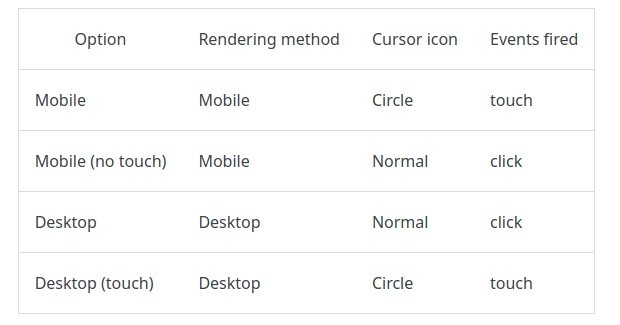 Option Rendering method Cursor icon Events fired
Mobile Mobile Circle touch
Mobile (no touch) Mobile Normal click
Desktop Desktop Normal click
Desktop (touch) Desktop Circle touch